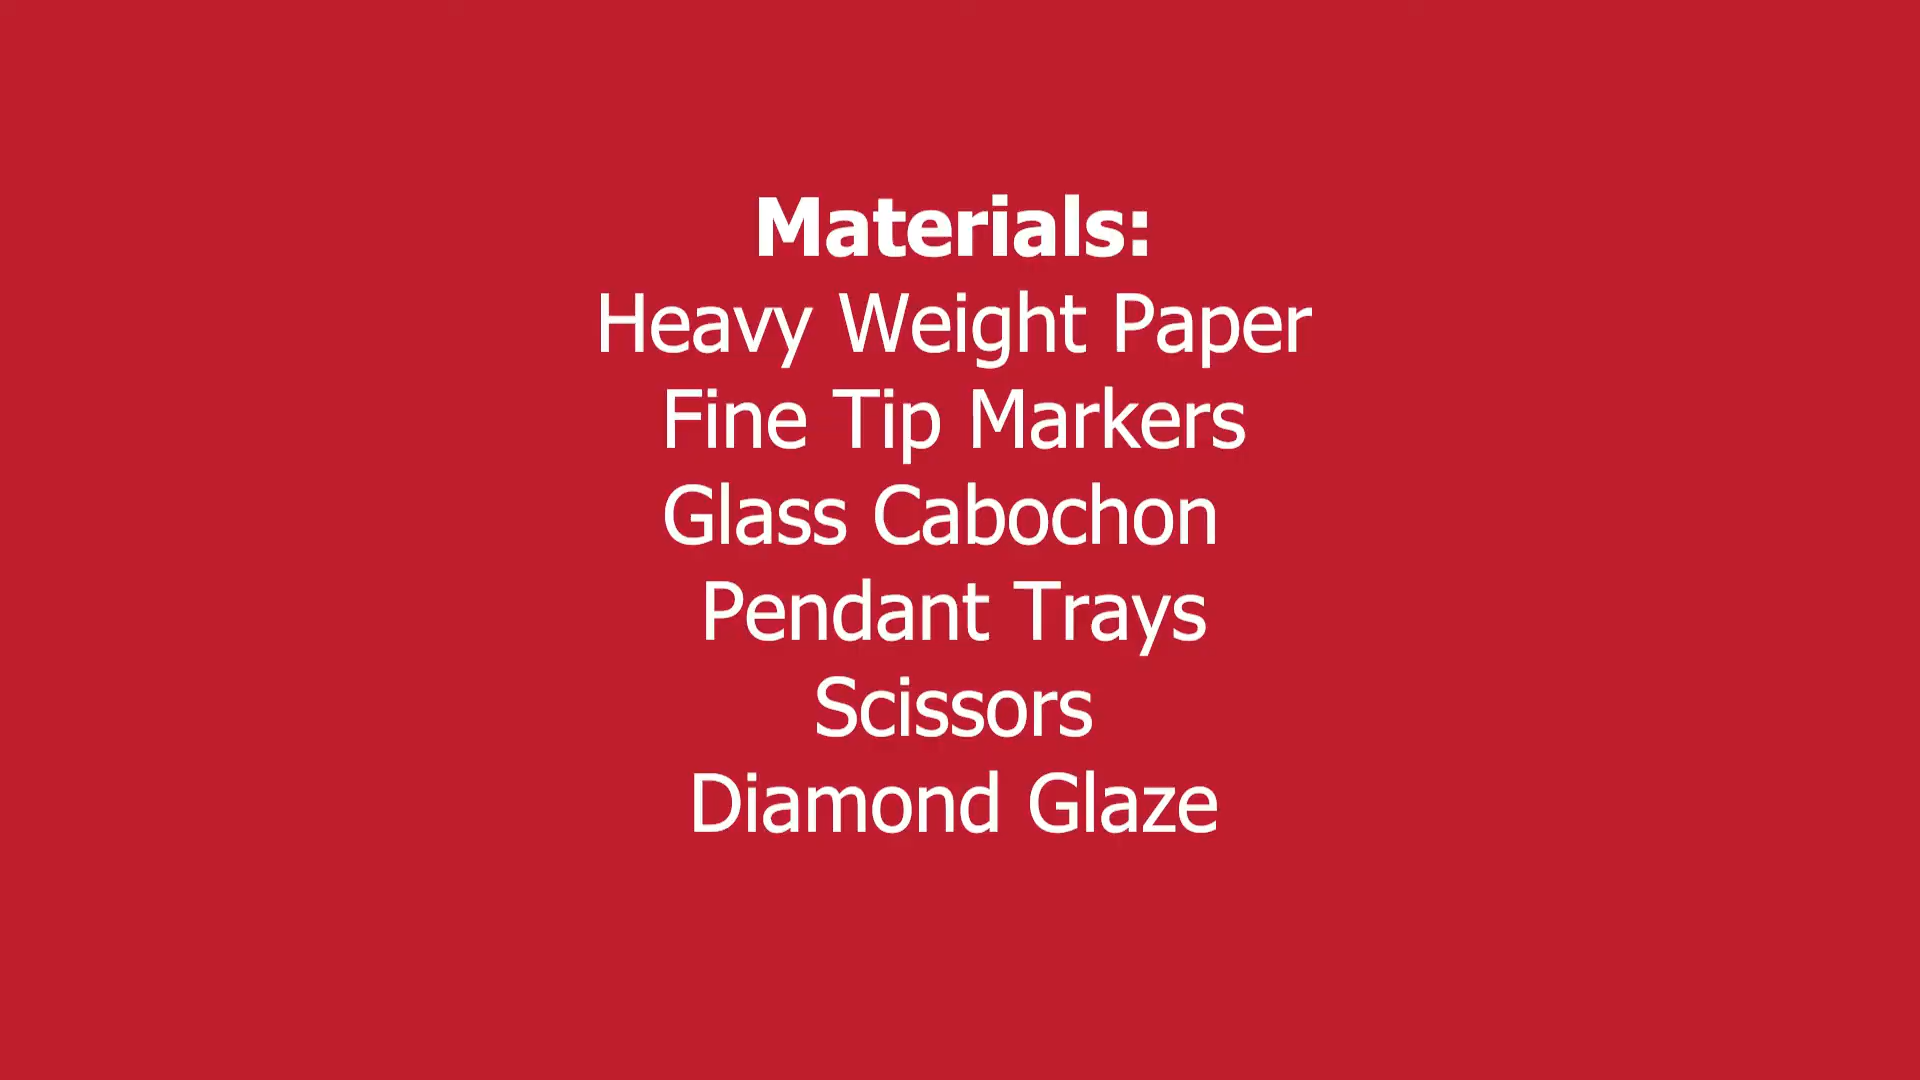 Materials:
Heavy Weight Paper
Fine Tip Markers
Glass Cabochon
Pendant Trays
Scissors
Diamond Glaze